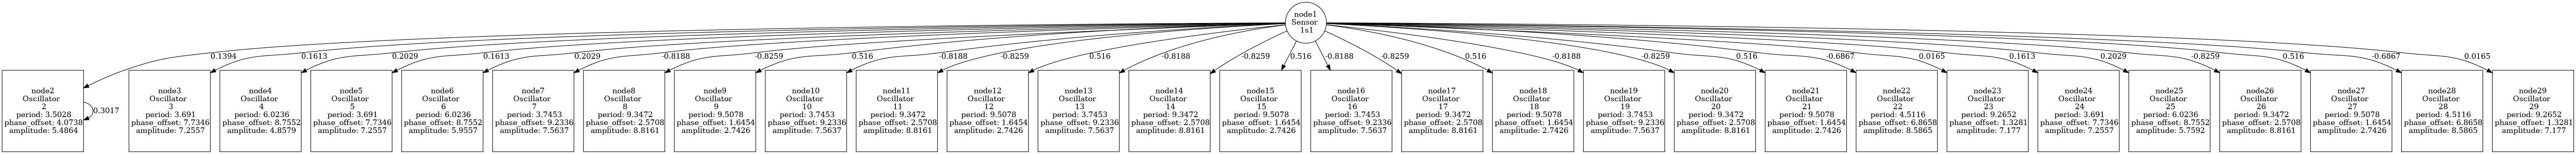 node1
Sensor
1s1
0.1394
0.1613
0.2029
0.1613
0.2029
-0.8188
-0.8259
0.516
-0.8188
-0.8259
0.516
-0.8188
-0.8259
0.516
-0.8188
-0.8259
0.516
-0.8188
-0.8259
0.516
-0.6867
0.0165
0.1613
0.2029
-0.8259
0.516
-0.6867
0.0165
node2
Oscillator
2
period: 3.5028
phase_offset: 4.0738
amplitude: 5.4864
0.3017
node3
Oscillator
3
period: 3.691
phase_offset: 7.7346
amplitude: 7.2557
node4
Oscillator
4
period: 6.0236
phase_offset: 8.7552
amplitude: 4.8579
node5
Oscillator
5
period: 3.691
phase_offset: 7.7346
amplitude: 7.2557
node6
Oscillator
6
period: 6.0236
phase_offset: 8.7552
amplitude: 5.9557
node7
Oscillator
7
period: 3.7453
phase_offset: 9.2336
amplitude: 7.5637
node8
Oscillator
8
period: 9.3472
phase_offset: 2.5708
amplitude: 8.8161
node9
Oscillator
9
period: 9.5078
phase_offset: 1.6454
amplitude: 2.7426
node10
Oscillator
10
period: 3.7453
phase_offset: 9.2336
amplitude: 7.5637
node11
Oscillator
11
period: 9.3472
phase_offset: 2.5708
amplitude: 8.8161
node12
Oscillator
12
period: 9.5078
phase_offset: 1.6454
amplitude: 2.7426
node13
Oscillator
13
period: 3.7453
phase_offset: 9.2336
amplitude: 7.5637
node14
Oscillator
14
period: 9.3472
phase_offset: 2.5708
amplitude: 8.8161
node15
Oscillator
15
period: 9.5078
phase_offset: 1.6454
amplitude: 2.7426
node16
Oscillator
16
period: 3.7453
phase_offset: 9.2336
amplitude: 7.5637
node17
Oscillator
17
period: 9.3472
phase_offset: 2.5708
amplitude: 8.8161
node18
Oscillator
18
period: 9.5078
phase_offset: 1.6454
amplitude: 2.7426
node19
Oscillator
19
period: 3.7453
phase_offset: 9.2336
amplitude: 7.5637
node20
Oscillator
20
period: 9.3472
phase_offset: 2.5708
amplitude: 8.8161
node21
Oscillator
21
period: 9.5078
phase_offset: 1.6454
amplitude: 2.7426
node22
Oscillator
22
period: 4.5116
phase_offset: 6.8658
amplitude: 8.5865
node23
Oscillator
23
period: 9.2652
phase_offset: 1.3281
amplitude: 7.177
node24
Oscillator
24
period: 3.691
phase_offset: 7.7346
amplitude: 7.2557
node25
Oscillator
25
period: 6.0236
phase_offset: 8.7552
amplitude: 5.7592
node26
Oscillator
26
period: 9.3472
phase_offset: 2.5708
amplitude: 8.8161
node27
Oscillator
27
period: 9.5078
phase_offset: 1.6454
amplitude: 2.7426
node28
Oscillator
28
period: 4.5116
phase_offset: 6.8658
amplitude: 8.5865
node29
Oscillator
29
period: 9.2652
phase_offset: 1.3281
amplitude: 7.177